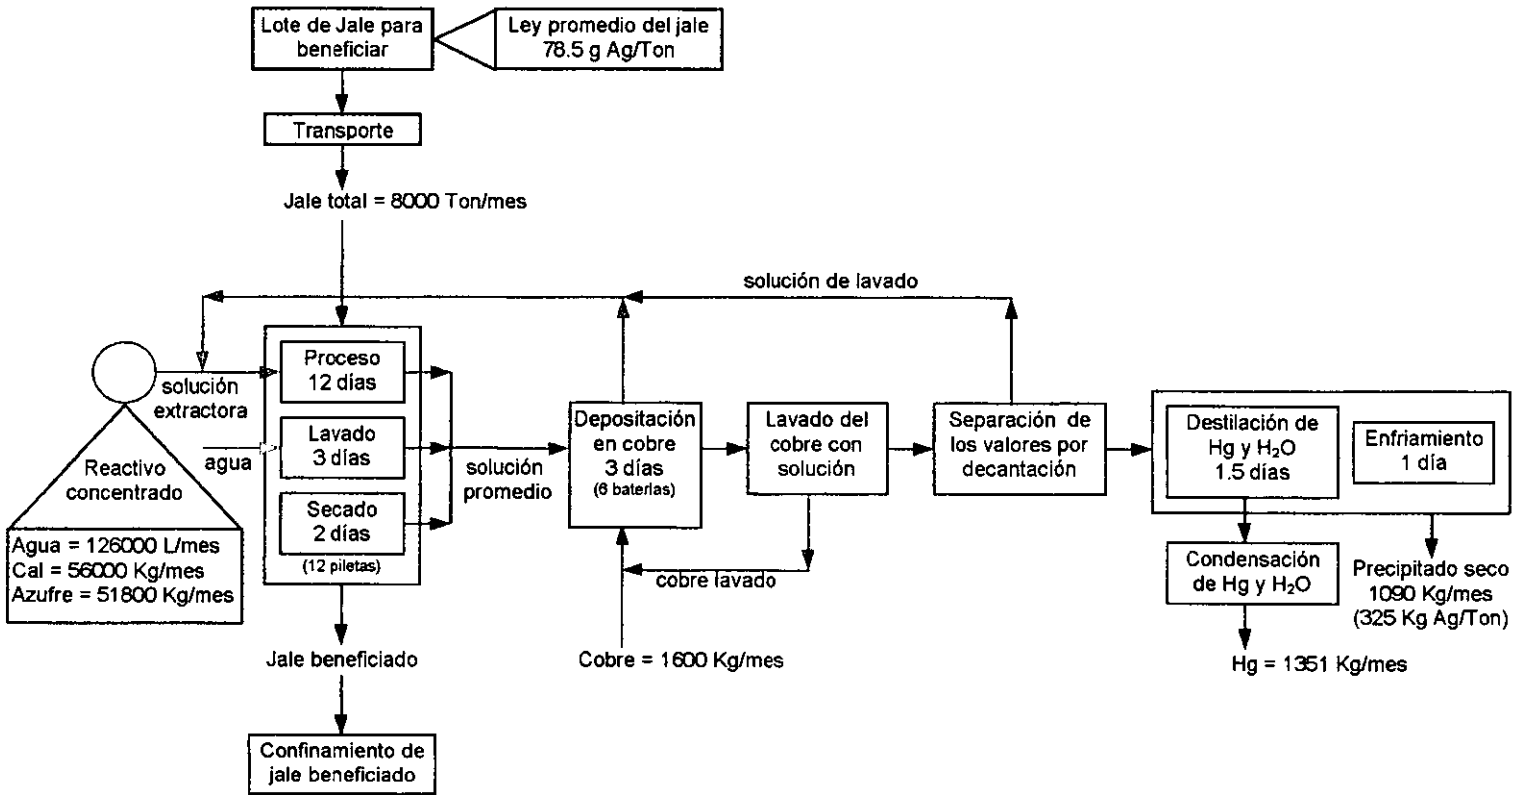 Lote de Jale para
beneficiar
Ley promedio del jale
78.5 g Ag/Ton
Transporte
Jale total = 8000 Ton/mes
solución de lavado
Proceso
12 días
solución
extractora
Lavado
3 días
agua
Secado
2 días
(12 piletas)
Reactivo
concentrado
Agua = 126000 L/mes
Cal = 56000 Kg/mes
Azufre = 51800 Kg/mes
solución
promedio
Depositación
en cobre
3 días
(6 baterías)
Lavado del
cobre con
solución
Separación de
los valores por
decantación
Destilación de
Hg y H₂O
1.5 días
Enfriamiento
1 día
cobre lavado
Condensación
de Hg y H₂O
Precipitado seco
1090 Kg/mes
(325 Kg Ag/Ton)
Jale beneficiado
Cobre = 1600 Kg/mes
Hg = 1351 Kg/mes
Confinamiento de
jale beneficiado